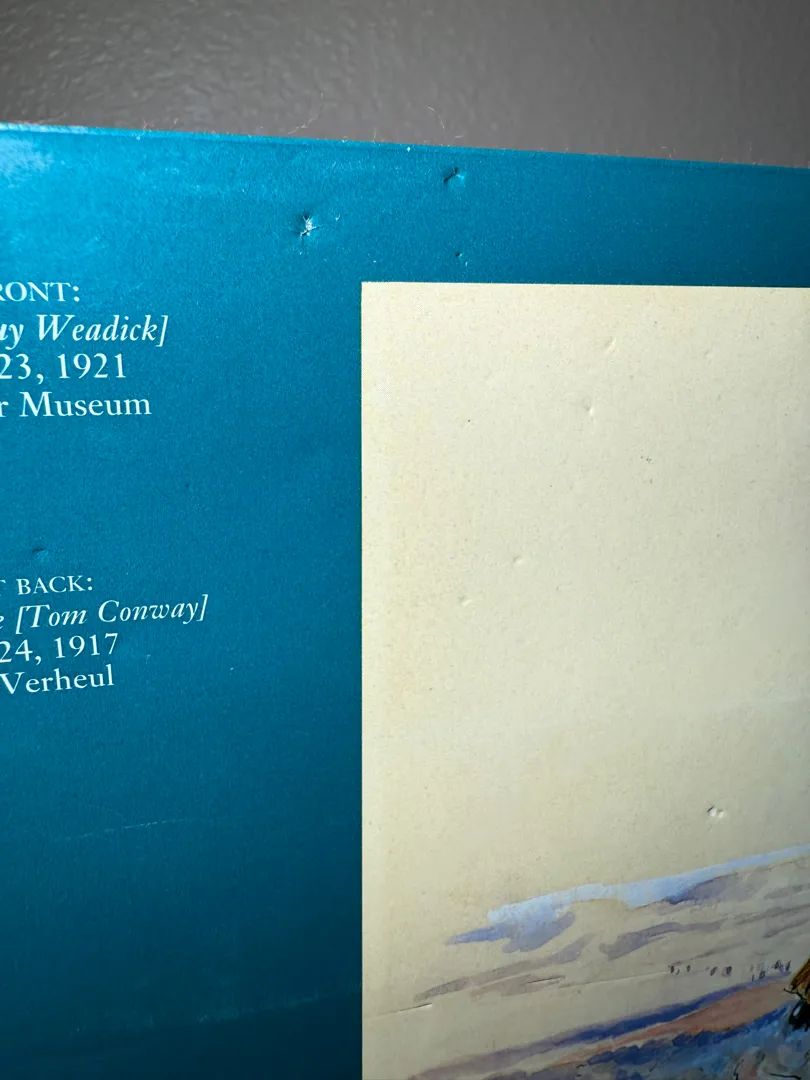 RONT:
uy Weadick]
23, 1921
r Museum
T BACK:
e [Tom Conway]
24, 1917
Verheul